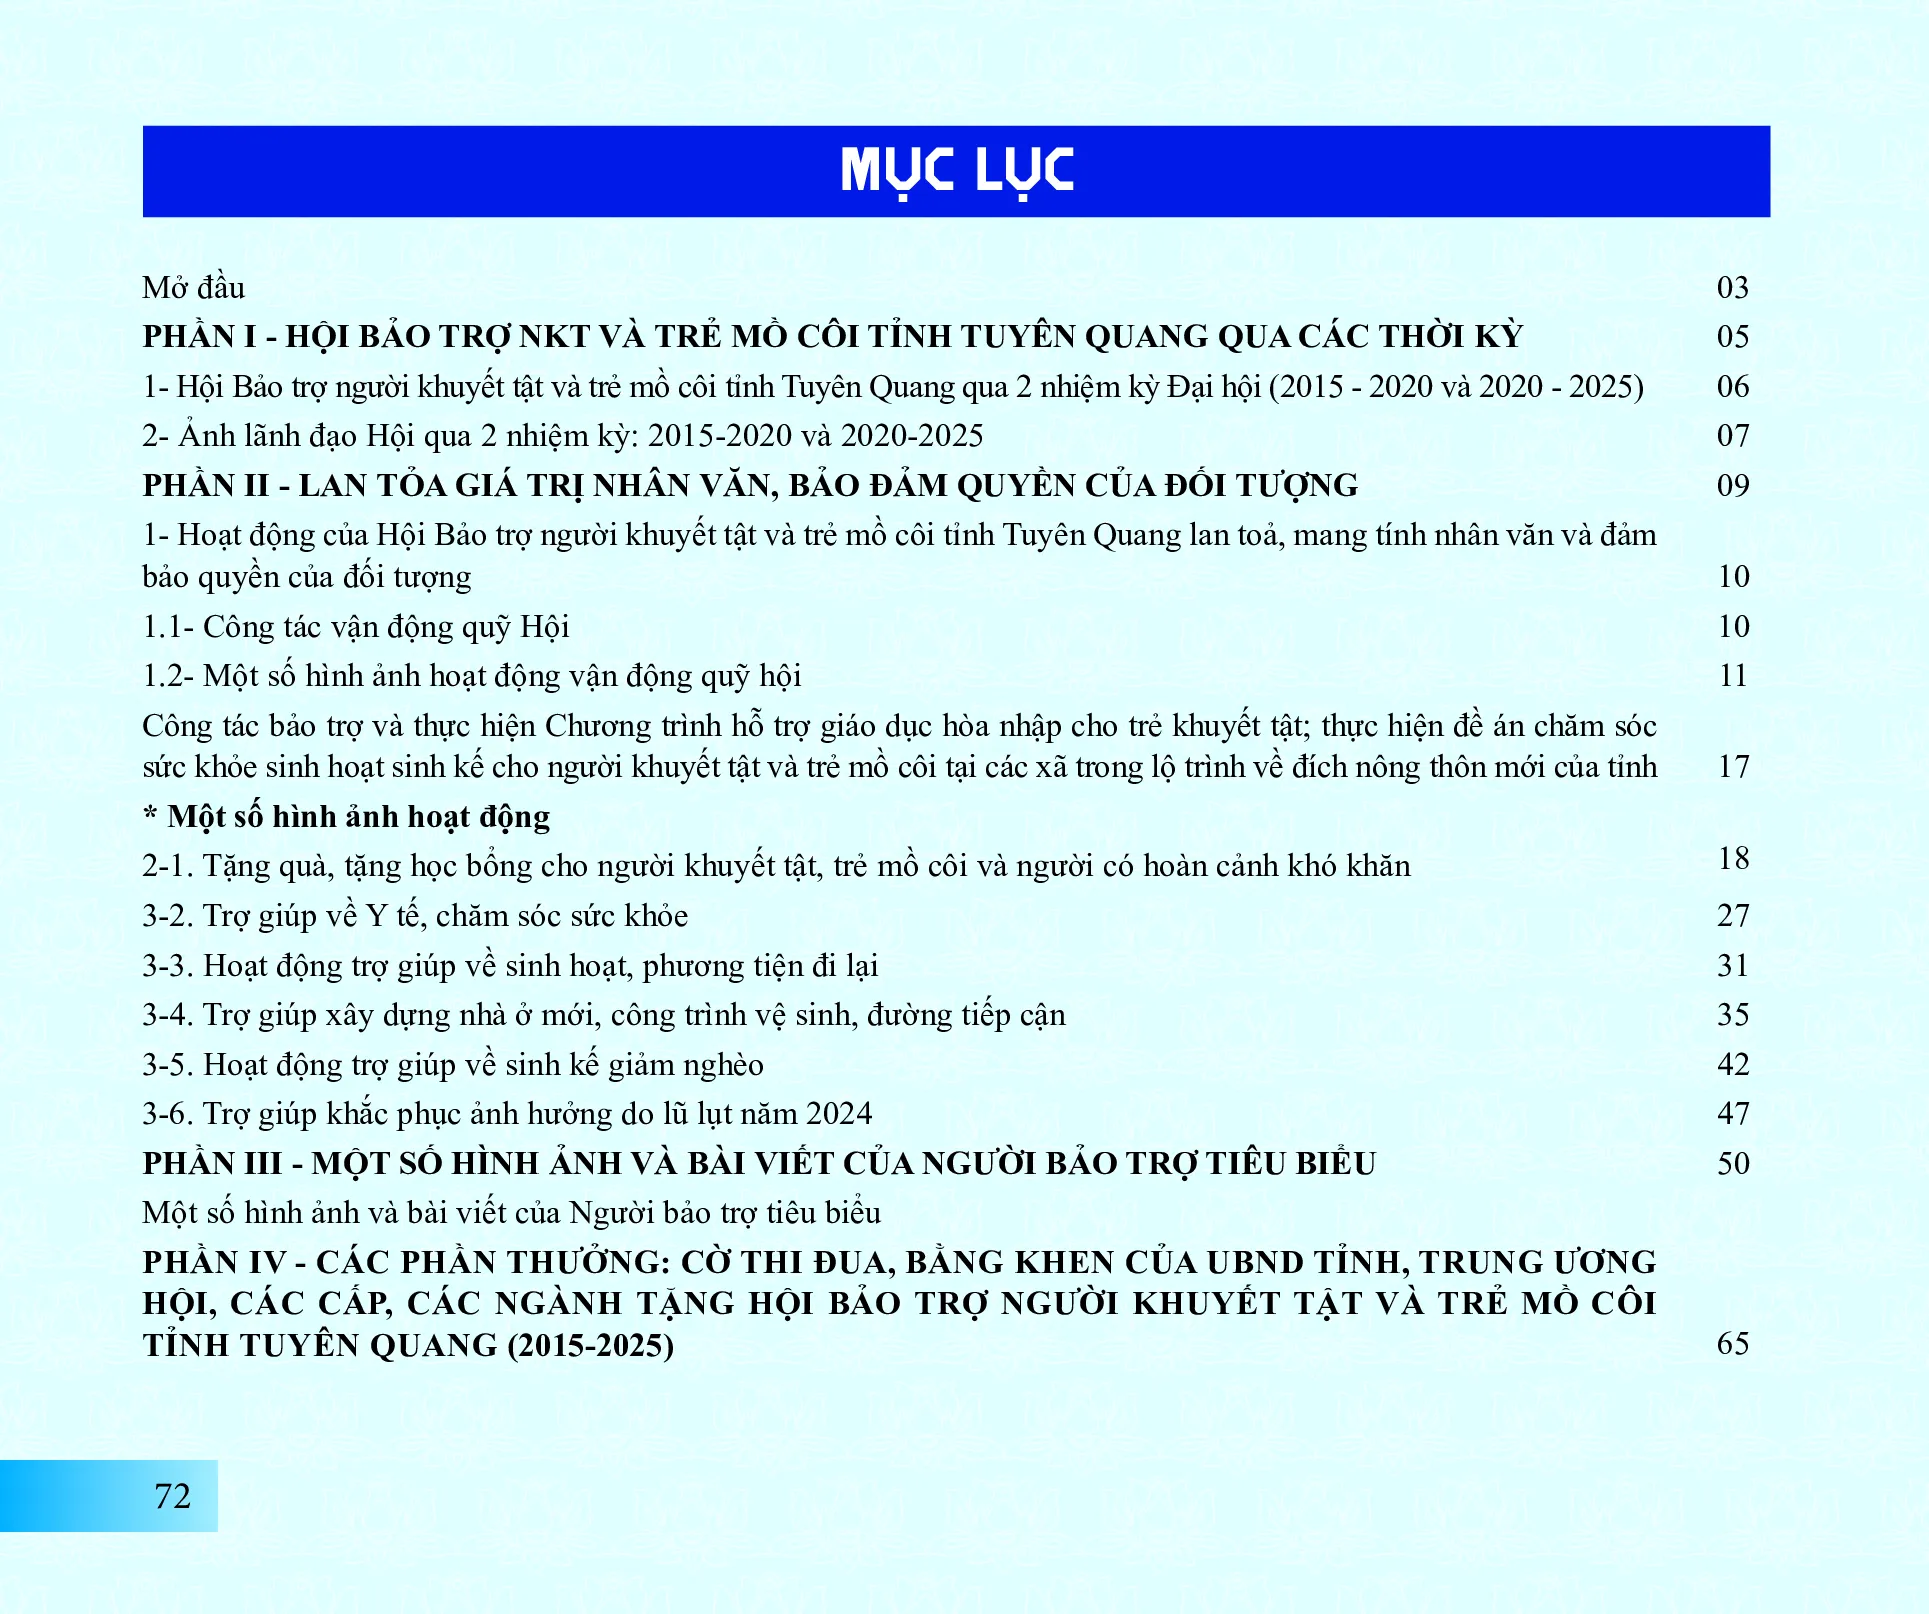 MỤC LỤC
Mở đầu 03
PHẦN I - HỘI BẢO TRỢ NKT VÀ TRẺ MỒ CÔI TỈNH TUYÊN QUANG QUA CÁC THỜI KỲ 05
1- Hội Bảo trợ người khuyết tật và trẻ mồ côi tỉnh Tuyên Quang qua 2 nhiệm kỳ Đại hội (2015 - 2020 và 2020 - 2025) 06
2- Ảnh lãnh đạo Hội qua 2 nhiệm kỳ: 2015-2020 và 2020-2025 07
PHẦN II - LAN TỎA GIÁ TRỊ NHÂN VĂN, BẢO ĐẢM QUYỀN CỦA ĐỐI TƯỢNG 09
1- Hoạt động của Hội Bảo trợ người khuyết tật và trẻ mồ côi tỉnh Tuyên Quang lan toả, mang tính nhân văn và đảm
bảo quyền của đối tượng 10
1.1- Công tác vận động quỹ Hội 10
1.2- Một số hình ảnh hoạt động vận động quỹ hội 11
Công tác bảo trợ và thực hiện Chương trình hỗ trợ giáo dục hòa nhập cho trẻ khuyết tật; thực hiện đề án chăm sóc
sức khỏe sinh hoạt sinh kế cho người khuyết tật và trẻ mồ côi tại các xã trong lộ trình về đích nông thôn mới của tỉnh 17
* Một số hình ảnh hoạt động
2-1. Tặng quà, tặng học bổng cho người khuyết tật, trẻ mồ côi và người có hoàn cảnh khó khăn 18
3-2. Trợ giúp về Y tế, chăm sóc sức khỏe 27
3-3. Hoạt động trợ giúp về sinh hoạt, phương tiện đi lại 31
3-4. Trợ giúp xây dựng nhà ở mới, công trình vệ sinh, đường tiếp cận 35
3-5. Hoạt động trợ giúp về sinh kế giảm nghèo 42
3-6. Trợ giúp khắc phục ảnh hưởng do lũ lụt năm 2024 47
PHẦN III - MỘT SỐ HÌNH ẢNH VÀ BÀI VIẾT CỦA NGƯỜI BẢO TRỢ TIÊU BIỂU 50
Một số hình ảnh và bài viết của Người bảo trợ tiêu biểu
PHẦN IV - CÁC PHẦN THƯỞNG: CỜ THI ĐUA, BẰNG KHEN CỦA UBND TỈNH, TRUNG ƯƠNG
HỘI, CÁC CẤP, CÁC NGÀNH TẶNG HỘI BẢO TRỢ NGƯỜI KHUYẾT TẬT VÀ TRẺ MỒ CÔI
TỈNH TUYÊN QUANG (2015-2025) 65
72